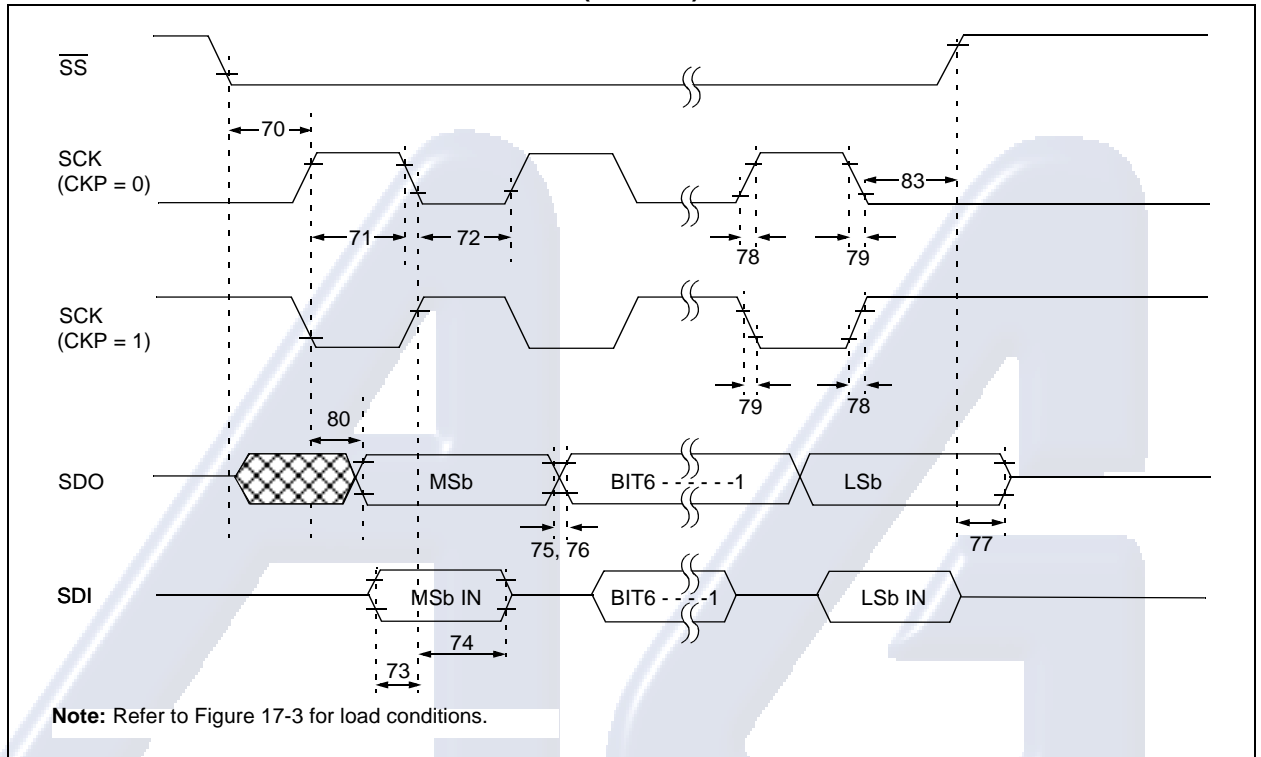 SS
70
SCK
(CKP = 0)
83
71
72
78
79
SCK
(CKP = 1)
79
78
80
SDO
MSb
BIT6 - - - - - -1
LSb
75, 76
77
SDI
MSb IN
BIT6 - - - -1
LSb IN
74
73
Note: Refer to Figure 17-3 for load conditions.